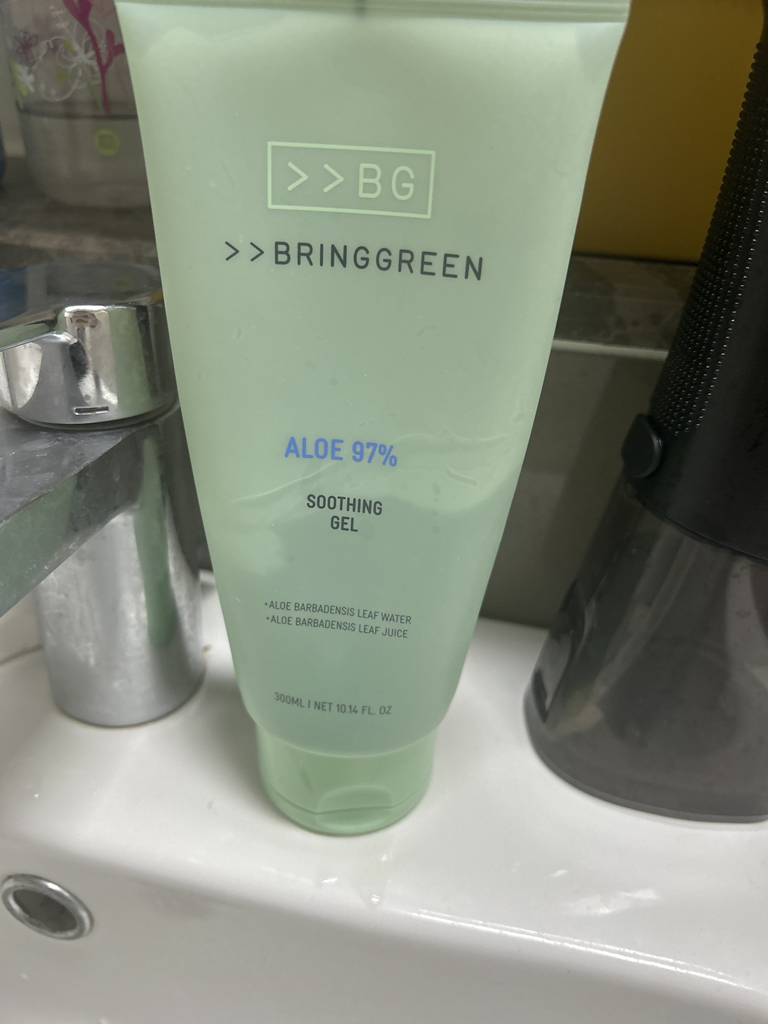 >>BG
>>BRINGGREEN
ALOE 97%
SOOTHING
GEL
*ALOE BARBADENSIS LEAF WATER
*ALOE BARBADENSIS LEAF JUICE
300ML | NET 10.14 FL. OZ